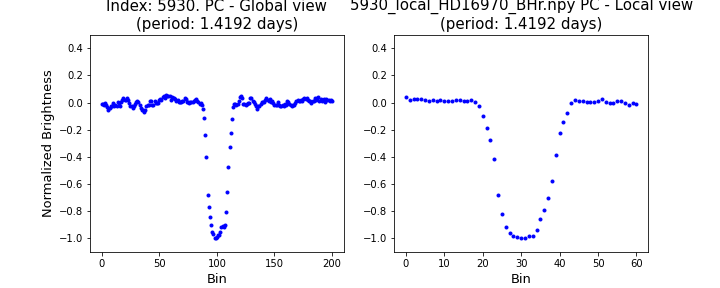 Index: 5930. PC - Global view
(period: 1.4192 days)
5930_local_HD16970_BHr.npy PC - Local view
(period: 1.4192 days)
Normalized Brightness
0.4
0.2
0.0
−0.2
−0.4
−0.6
−0.8
−1.0
0 50 100 150 200
Bin
0.4
0.2
0.0
−0.2
−0.4
−0.6
−0.8
−1.0
0 10 20 30 40 50 60
Bin